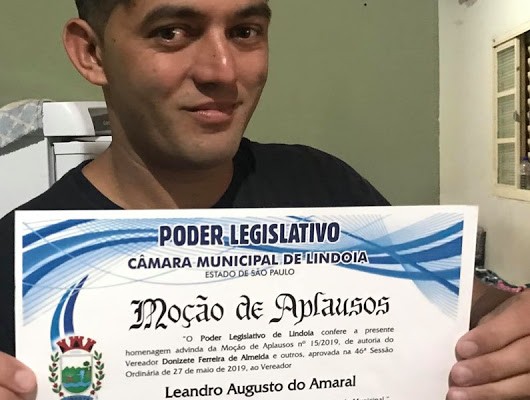 PODER LEGISLATIVO
CÂMARA MUNICIPAL DE LINDOIA
ESTADO DE SÃO PAULO
Moção de Aplausos
"O Poder Legislativo de Lindoia confere a presente
homenagem advinda da Moção de Aplausos nº 15/2019, de autoria do
Vereador Donizete Ferreira de Almeida e outros, aprovada na 46ª Sessão
Ordinária de 27 de maio de 2019, ao Vereador
Leandro Augusto do Amaral